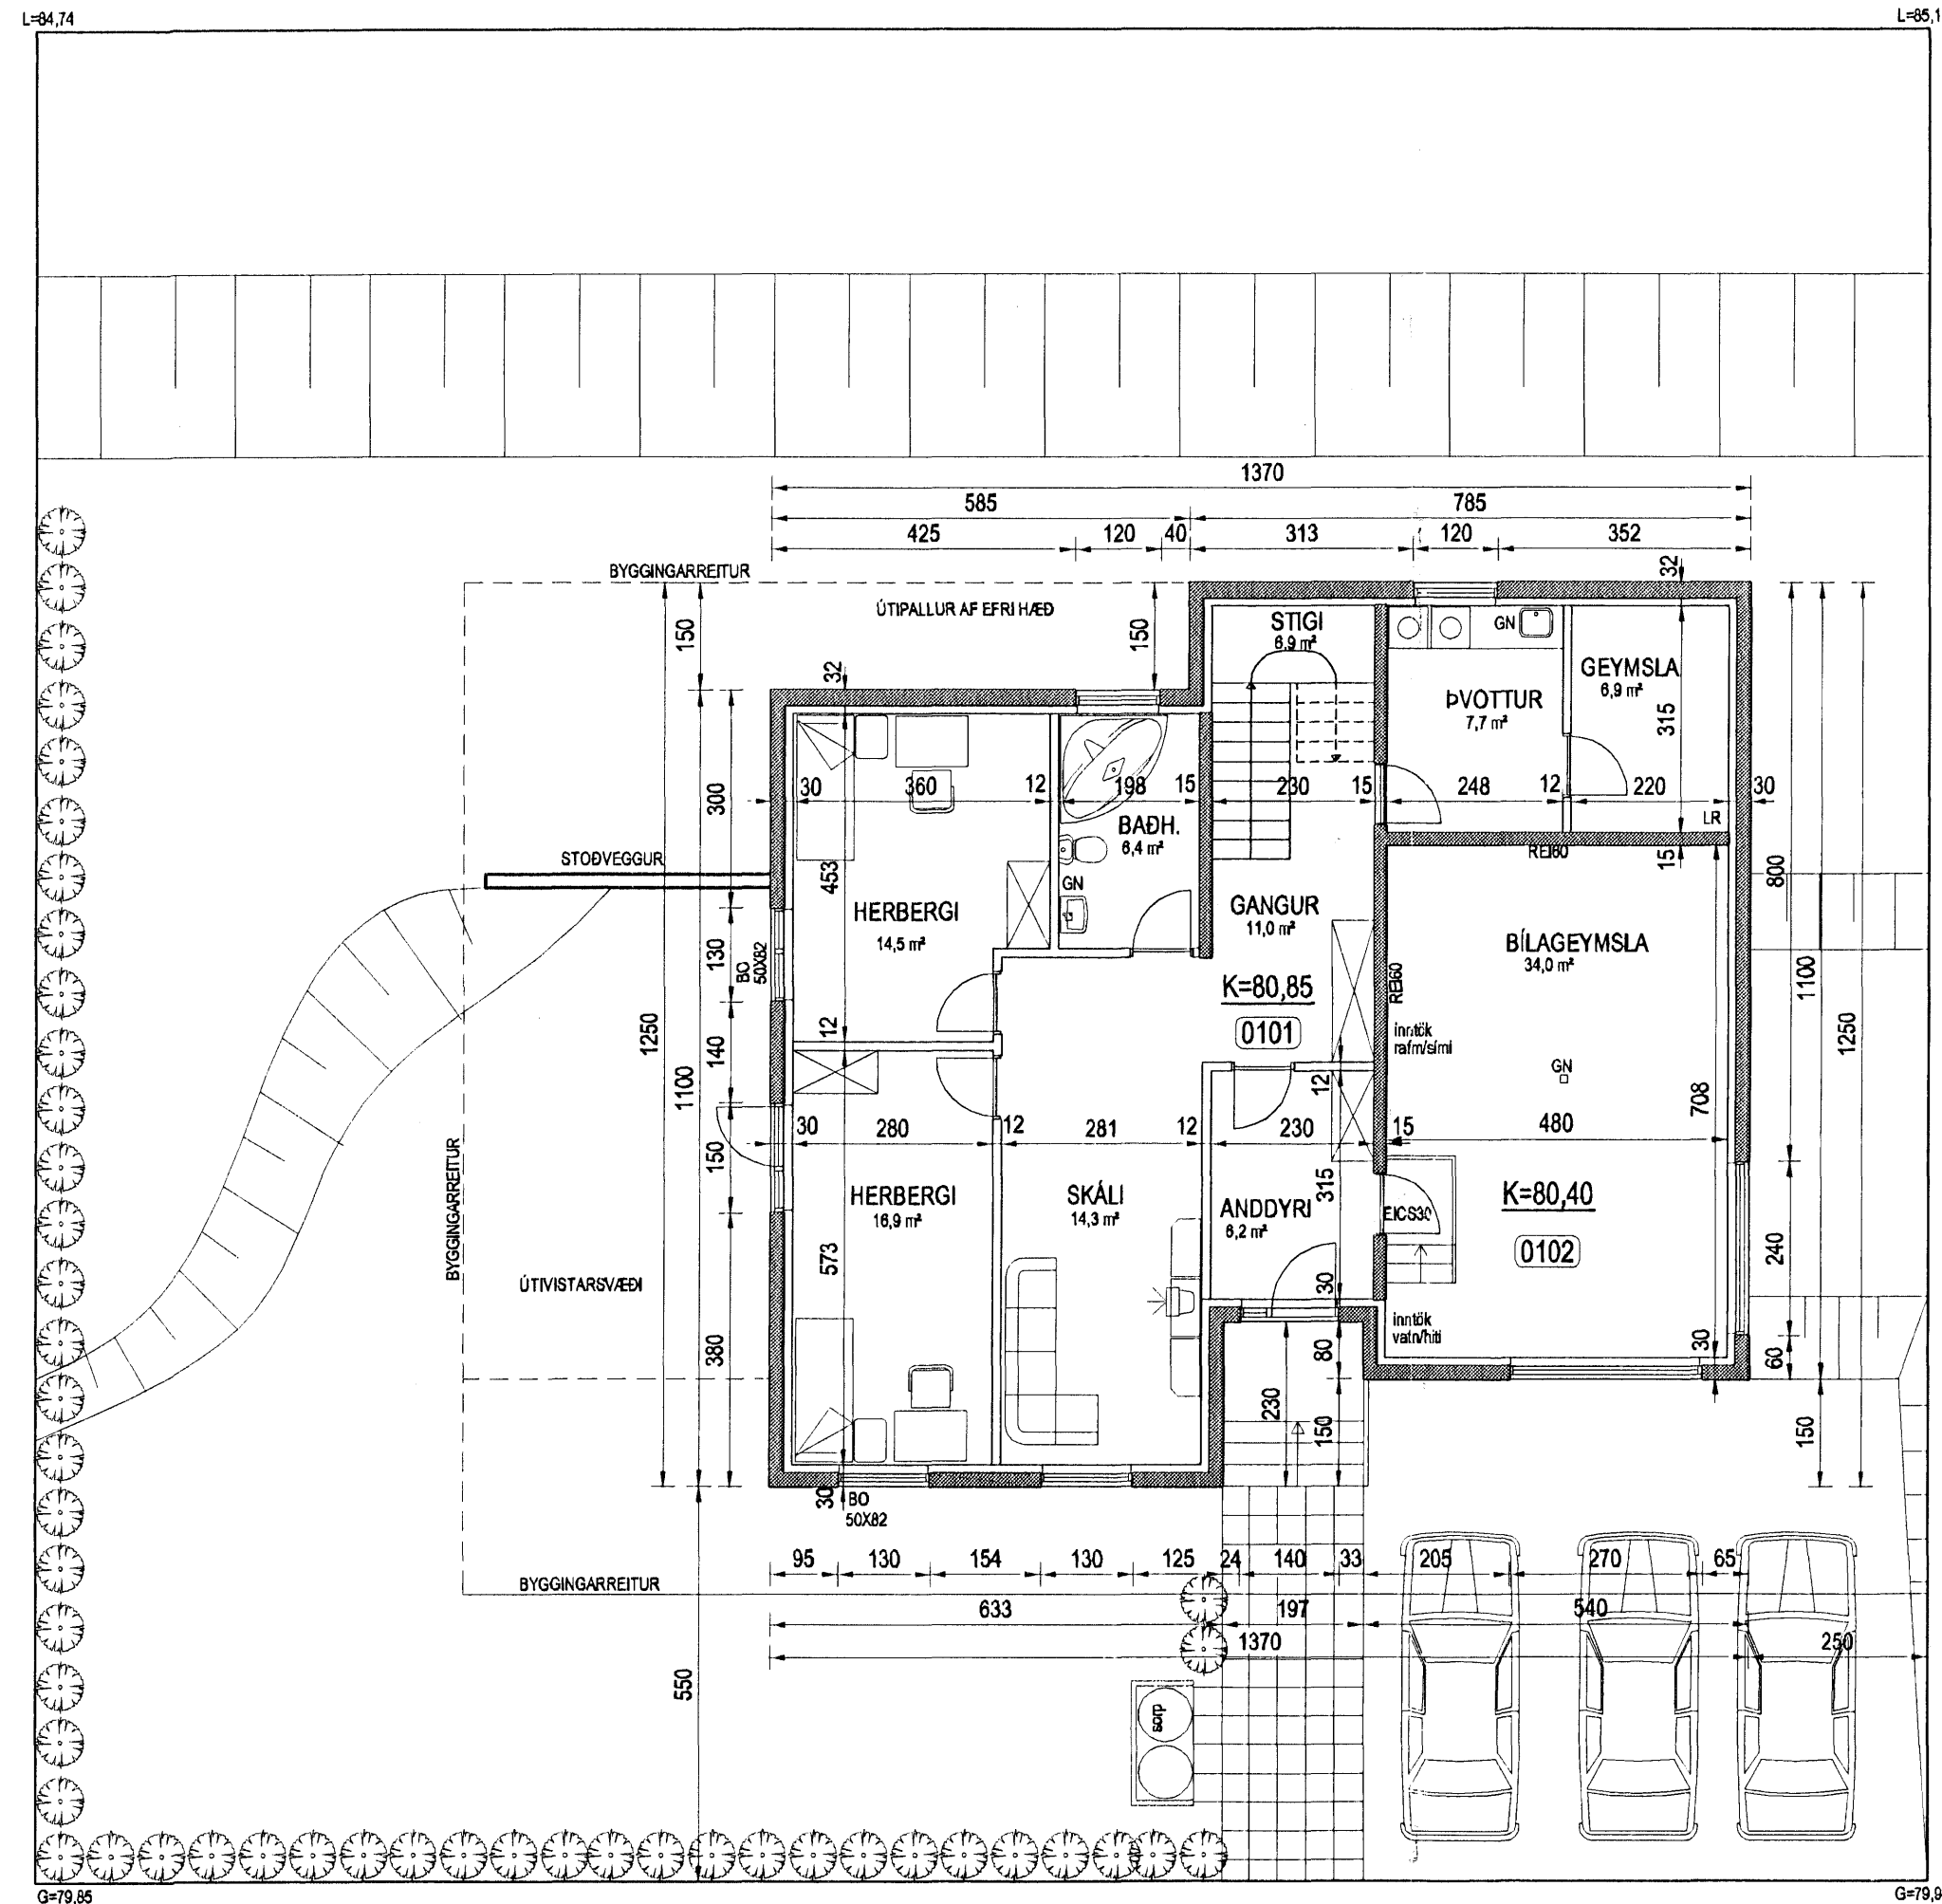 L=84,74
L=85,1
1370
585
785
425
120
40
313
120
352
BYGGINGARREITUR
ÚTIPALLUR AF EFRI HÆÐ
150
150
32
32
STIGI
6,9 m²
GN
GEYMSLA
6,9 m²
ÞVOTTUR
7,7 m²
315
300
30
360
12
198
15
230
15
248
12
220
30
BAÐH.
6,4 m²
LR
REI60
15
STOÐVEGGUR
453
GN
800
HERBERGI
14,5 m²
GANGUR
11,0 m²
BÍLAGEYMSLA
34,0 m²
130
BO
50X82
REI60
1100
K=80,85
0101
1250
1100
140
12
inntök
rafm/sími
GN
1250
12
708
150
30
280
12
281
12
230
15
480
BYGGINGARREITUR
HERBERGI
16,9 m²
SKÁLI
14,3 m²
ANDDYRI
6,2 m²
315
EICS30
K=80,40
0102
240
573
ÚTIVISTARSVÆÐI
30
380
inntök
vatn/hiti
80
30
60
230
150
150
30
BO
50X82
95
130
154
130
125
24
140
33
205
270
65
BYGGINGARREITUR
633
197
540
1370
250
550
sorp
G=79,85
G=79,9